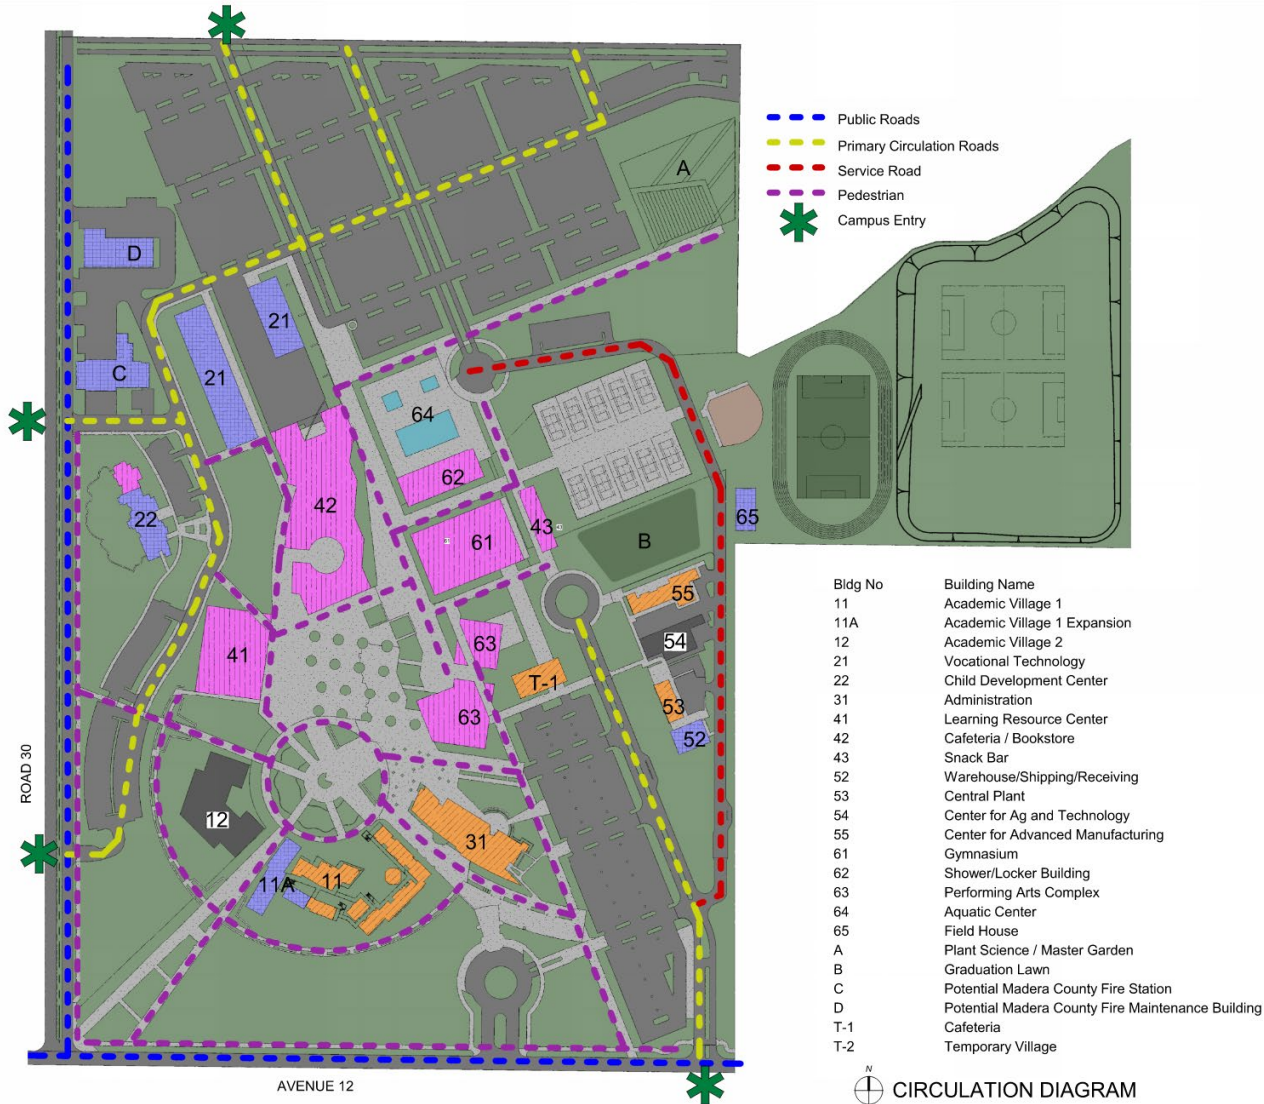 Public Roads
Primary Circulation Roads
Service Road
Pedestrian
Campus Entry
A
D
21
21
C
64
62
42
43
61
22
65
B
55
54
63
41
T-1
53
63
52
12
31
11A
11
ROAD 30
AVENUE 12
Bldg No Building Name
11 Academic Village 1
11A Academic Village 1 Expansion
12 Academic Village 2
21 Vocational Technology
22 Child Development Center
31 Administration
41 Learning Resource Center
42 Cafeteria / Bookstore
43 Snack Bar
52 Warehouse/Shipping/Receiving
53 Central Plant
54 Center for Ag and Technology
55 Center for Advanced Manufacturing
61 Gymnasium
62 Shower/Locker Building
63 Performing Arts Complex
64 Aquatic Center
65 Field House
A Plant Science / Master Garden
B Graduation Lawn
C Potential Madera County Fire Station
D Potential Madera County Fire Maintenance Building
T-1 Cafeteria
T-2 Temporary Village
N
CIRCULATION DIAGRAM